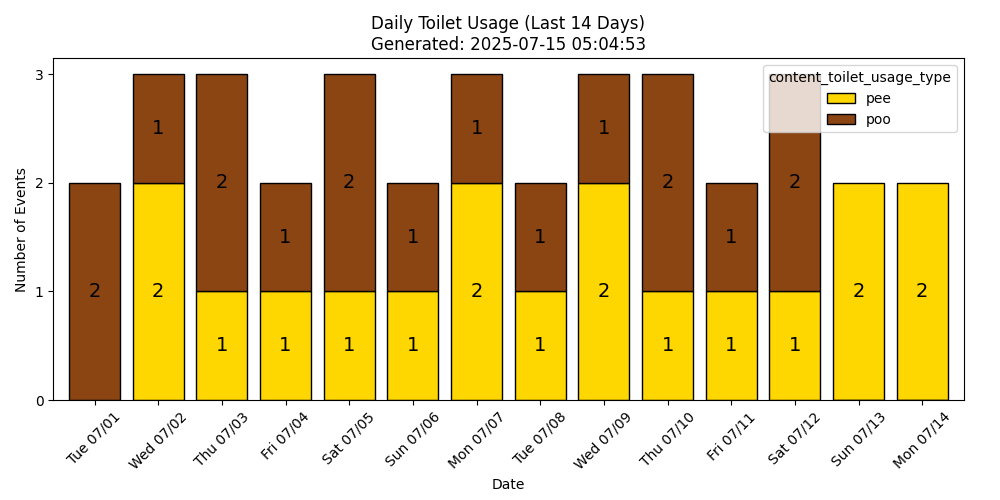 Daily Toilet Usage (Last 14 Days)
Generated: 2025-07-15 05:04:53
content_toilet_usage_type
pee
poo
Number of Events
3
2
1
0
2
2
1
1
2
1
1
1
2
1
1
2
1
1
1
2
1
1
2
1
1
1
2
2
2
Tue 07/01
Wed 07/02
Thu 07/03
Fri 07/04
Sat 07/05
Sun 07/06
Mon 07/07
Tue 07/08
Wed 07/09
Thu 07/10
Fri 07/11
Sat 07/12
Sun 07/13
Mon 07/14
Date